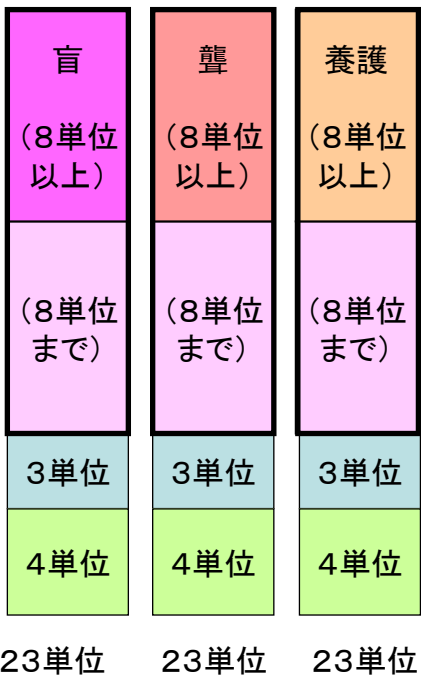 盲
（8単位
以上）
（8単位
まで）
3単位
4単位
23単位
聾
（8単位
以上）
（8単位
まで）
3単位
4単位
23単位
養護
（8単位
以上）
（8単位
まで）
3単位
4単位
23単位